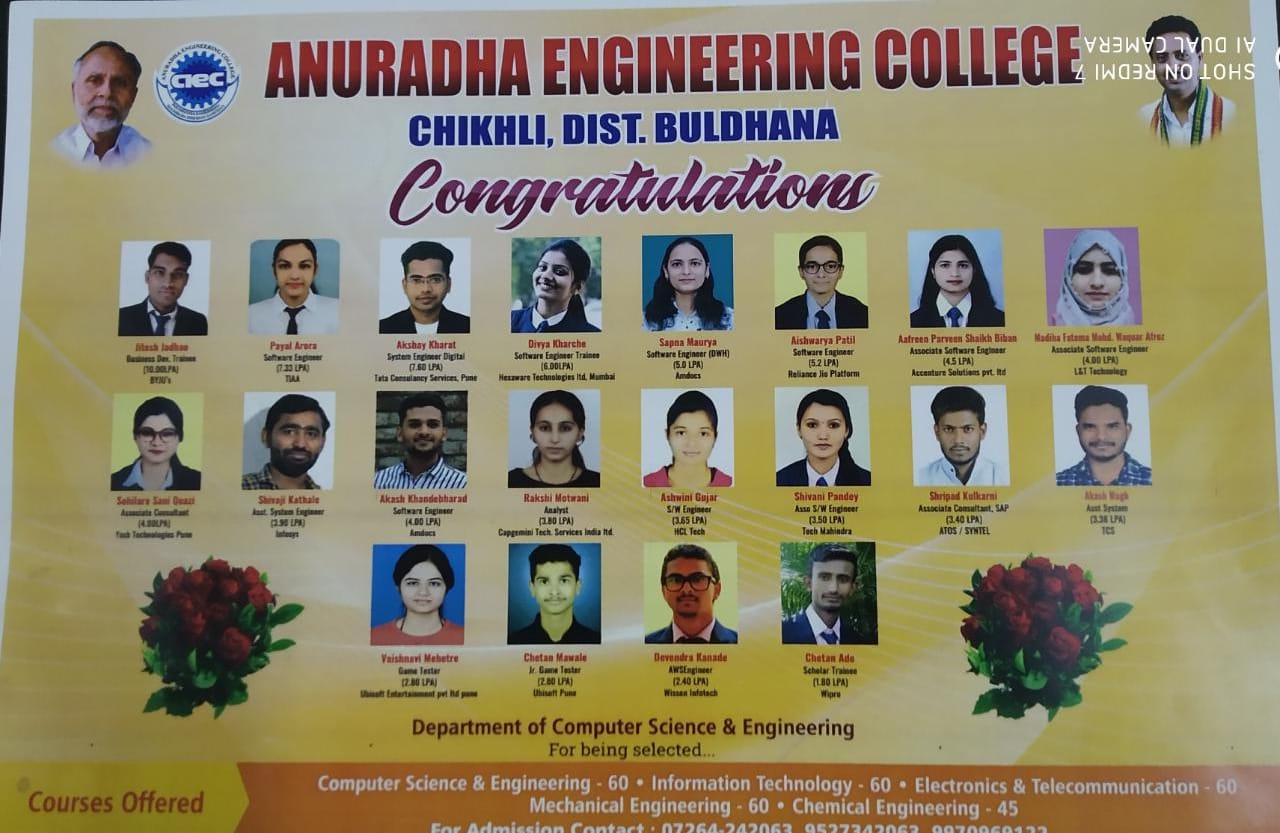 ANURADHA ENGINEERING COLLEGE
SHOT ON REDMI 7
AI DUAL CAMERA
ANURADHA ENGINEERING COLLEGE
aec
CHIKHLI, DIST. BULDHANA
Congratulations
Jitesh Jadhao
Business Dev. Trainee
(10.00LPA)
BYJU's
Payal Arora
Software Engineer
(7.33 LPA)
TIAA
Akshay Kharat
System Engineer Digital
(7.60 LPA)
Tata Consulancy Services, Pune
Divya Kharche
Software Engineer Trainee
(6.00LPA)
Hexaware Technologies ltd, Mumbai
Sapna Maurya
Software Engineer (DWH)
(5.0 LPA)
Amdocs
Aishwarya Patil
Software Engineer
(5.2 LPA)
Reliance Jio Platform
Aafreen Parveen Shaikh Biban
Associate Software Engineer
(4.5 LPA)
Accenture Solutions pvt. ltd
Nadiha Fatema Mohd. Waquar Afroz
Associate Software Engineer
(4.00 LPA)
L&T Technology
Sohilara Sani Quazi
Associate Consultant
(4.00LPA)
Yash Technologies Pune
Shivaji Kathale
Asst. System Engineer
(3.90 LPA)
Infosys
Akash Khandebharad
Software Engineer
(4.00 LPA)
Amdocs
Rakshi Motwani
Analyst
(3.80 LPA)
Capgemini Tech. Services India ltd.
Ashwini Gujar
S/W Engineer
(3.65 LPA)
HCL Tech
Shivani Pandey
Asso S/W Engineer
(3.50 LPA)
Tech Mahindra
Shripad Kulkarni
Associate Consultant, SAP
(3.40 LPA)
ATOS / SYNTEL
Akash Wagh
Asst System
(3.36 LPA)
TCS
Vaishnavi Mehetre
Game Tester
(2.80 LPA)
Ubisoft Entertainment pvt ltd pune
Chetan Mawale
Jr. Game Tester
(2.80 LPA)
Ubisoft Pune
Devendra Kanade
AWSEngineer
(2.40 LPA)
Wissen Infotech
Chetan Ade
Scholar Trainee
(1.80 LPA)
Wipro
Department of Computer Science & Engineering
For being selected...
Courses Offered
Computer Science & Engineering - 60 • Information Technology - 60 • Electronics & Telecommunication - 60
Mechanical Engineering - 60 • Chemical Engineering - 45
For Admission Contact : 07264-242063, 9527342063, 9970969122